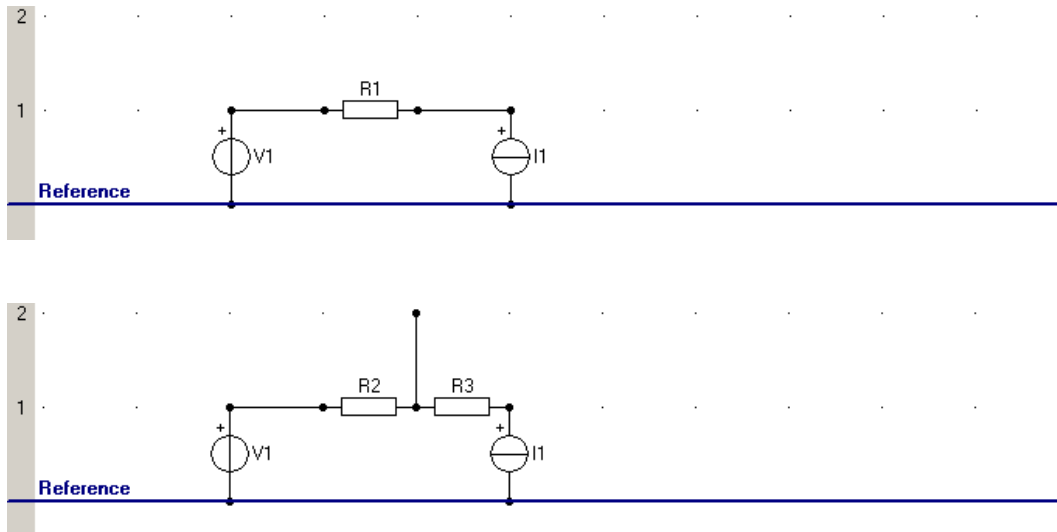 2
R1
1
+ V1 + I1
Reference
2
R2 R3
1
+ V1 + I1
Reference